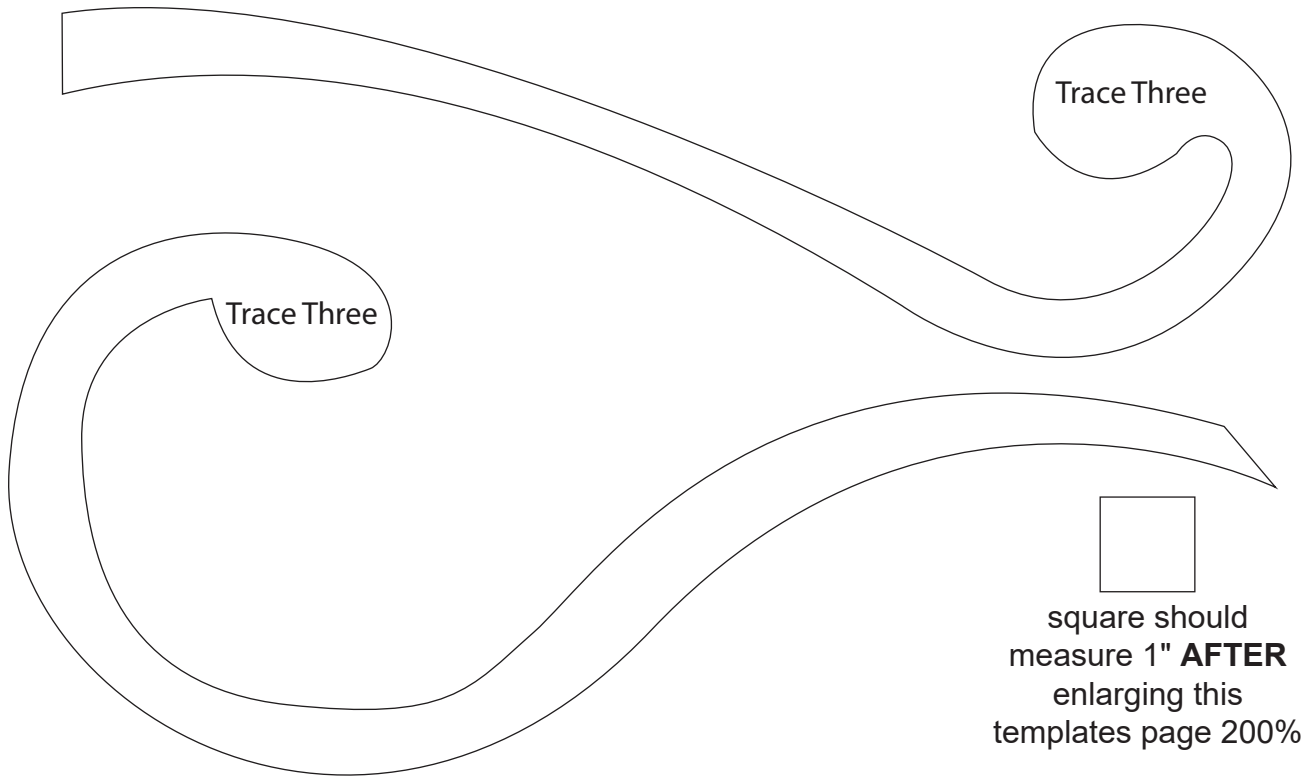 Trace Three
Trace Three
square should
measure 1" AFTER
enlarging this
templates page 200%